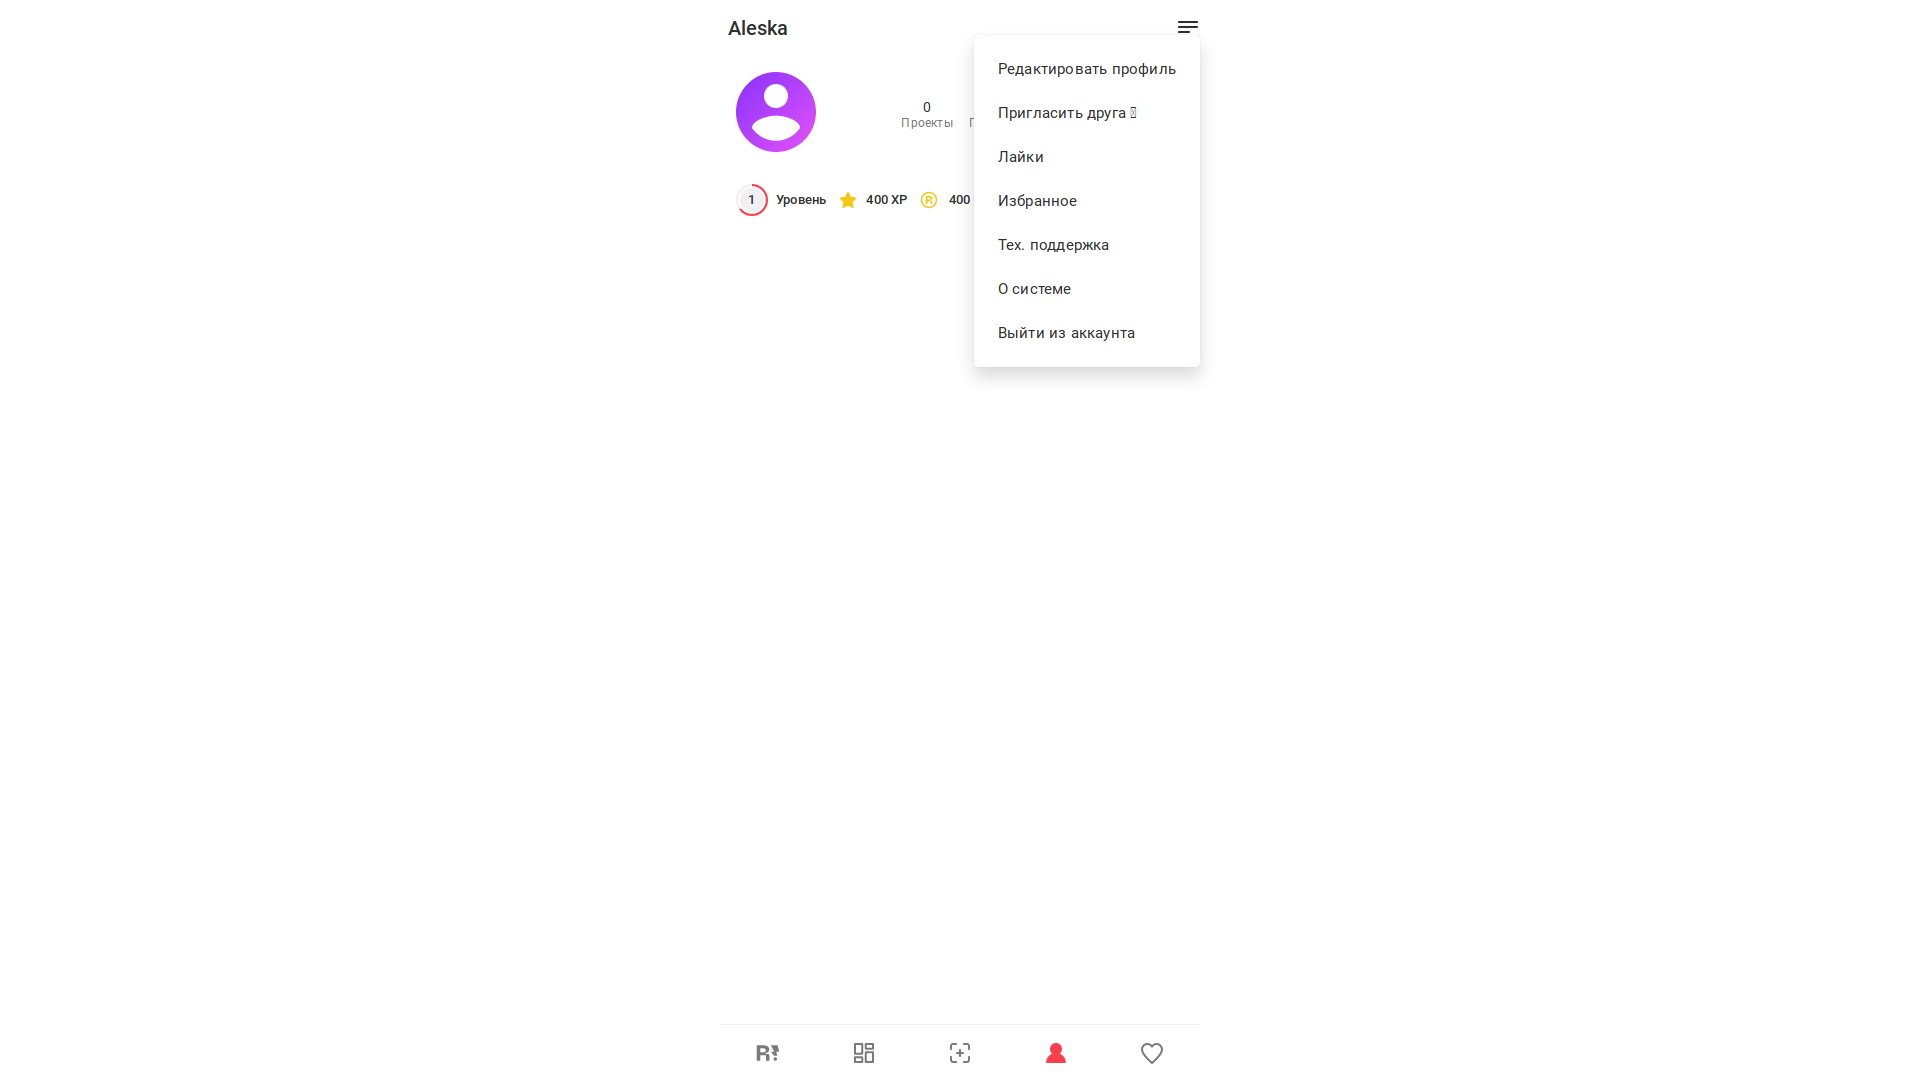 Aleska
0
Проекты
1 Уровень 400 XP 400
Редактировать профиль
Пригласить друга
Лайки
Избранное
Тех. поддержка
О системе
Выйти из аккаунта
R